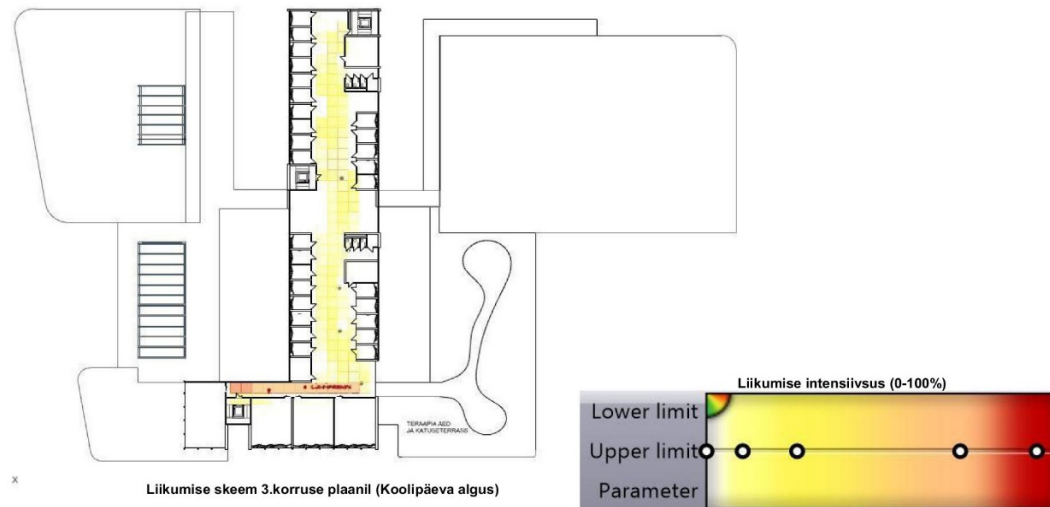 TERAAPIA AED
JA KATUSETERRASS
x
Liikumise skeem 3.korruse plaanil (Koolipäeva algus)
Liikumise intensiivsus (0-100%)
Lower limit
Upper limit
Parameter